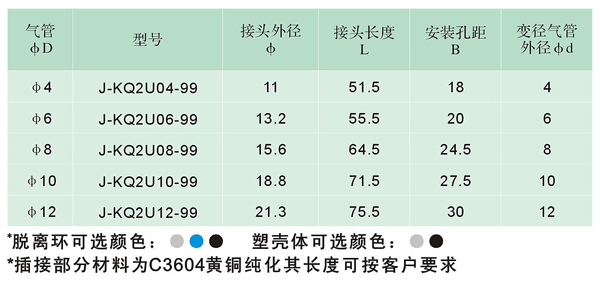 气管 型号 接头外径 接头长度 安装孔距 变径气管
φD φ L B 外径φd
φ4 J-KQ2U04-99 11 51.5 18 4
φ6 J-KQ2U06-99 13.2 55.5 20 6
φ8 J-KQ2U08-99 15.6 64.5 24.5 8
φ10 J-KQ2U10-99 18.8 71.5 27.5 10
φ12 J-KQ2U12-99 21.3 75.5 30 12
*脱离环可选颜色： 塑壳体可选颜色：
*插接部分材料为C3604黄铜纯化其长度可按客户要求